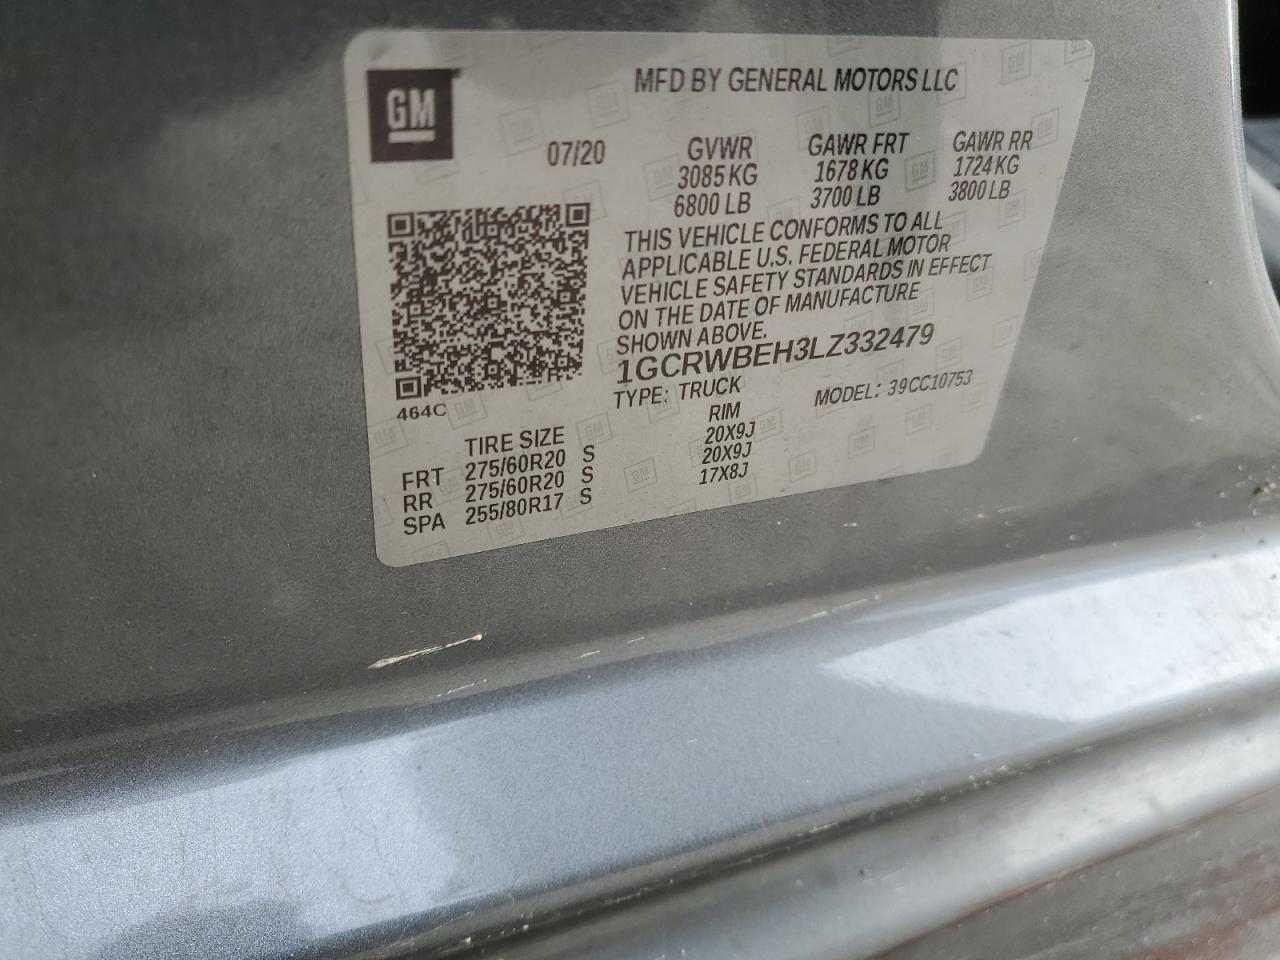 GM
MFD BY GENERAL MOTORS LLC
07/20
GVWR GAWR FRT GAWR RR
3085 KG 1678 KG 1724 KG
6800 LB 3700 LB 3800 LB
THIS VEHICLE CONFORMS TO ALL
APPLICABLE U.S. FEDERAL MOTOR
VEHICLE SAFETY STANDARDS IN EFFECT
ON THE DATE OF MANUFACTURE
SHOWN ABOVE.
1GCRWBEH3LZ332479
TYPE: TRUCK MODEL: 39CC10753
464C
TIRE SIZE RIM
FRT 275/60R20 S 20X9J
RR 275/60R20 S 20X9J
SPA 255/80R17 S 17X8J